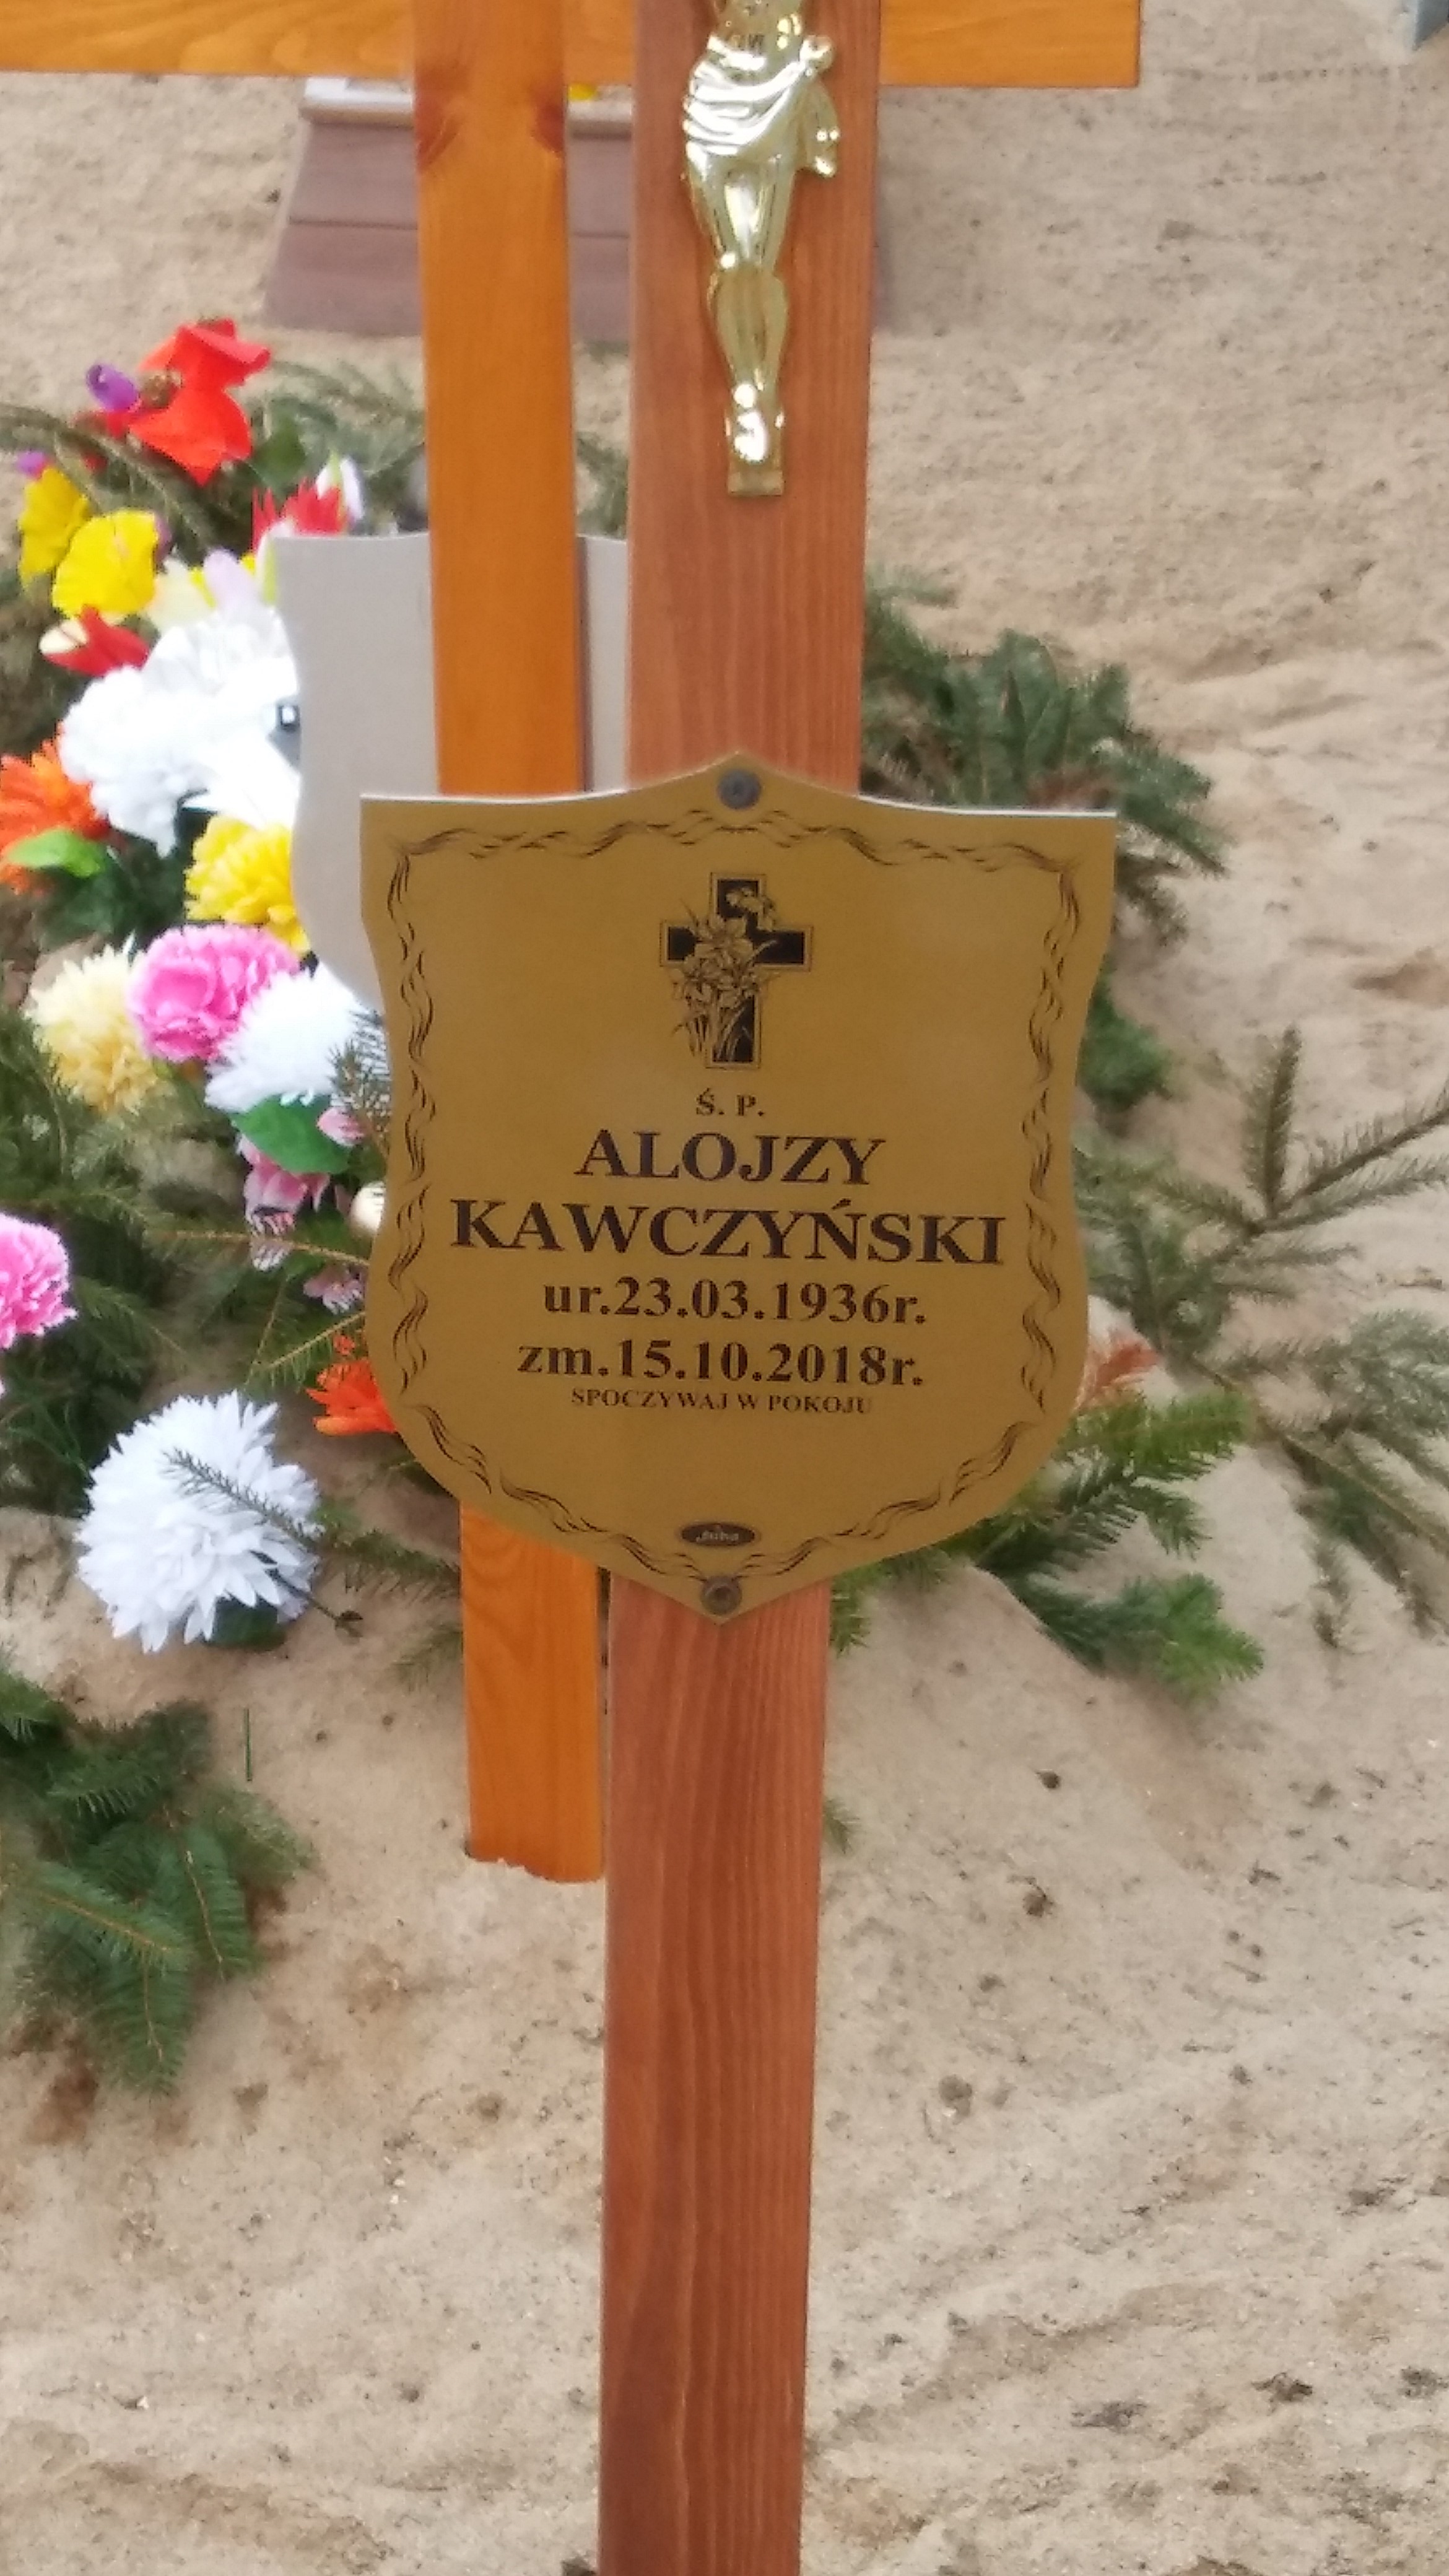 Ś. P.
ALOJZY
KAWCZYŃSKI
ur.23.03.1936r.
zm.15.10.2018r.
SPOCZYWAJ W POKOJU